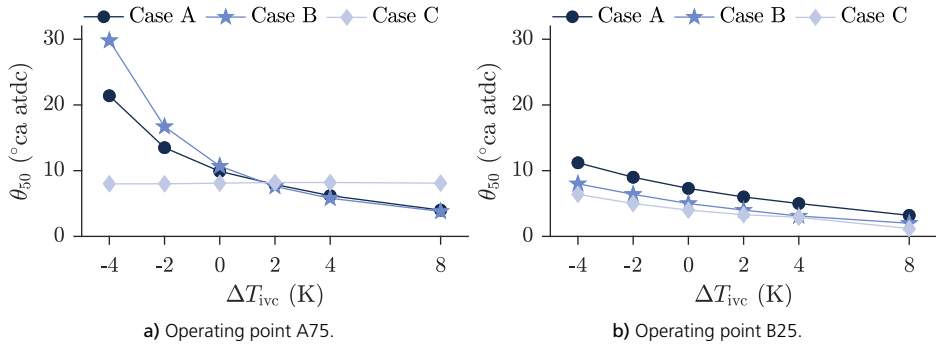 Case A Case B Case C
30
20
10
0
θ50 (°ca atdc)
-4 -2 0 2 4 8
ΔTivc (K)
a) Operating point A75.
Case A Case B Case C
30
20
10
0
θ50 (°ca atdc)
-4 -2 0 2 4 8
ΔTivc (K)
b) Operating point B25.